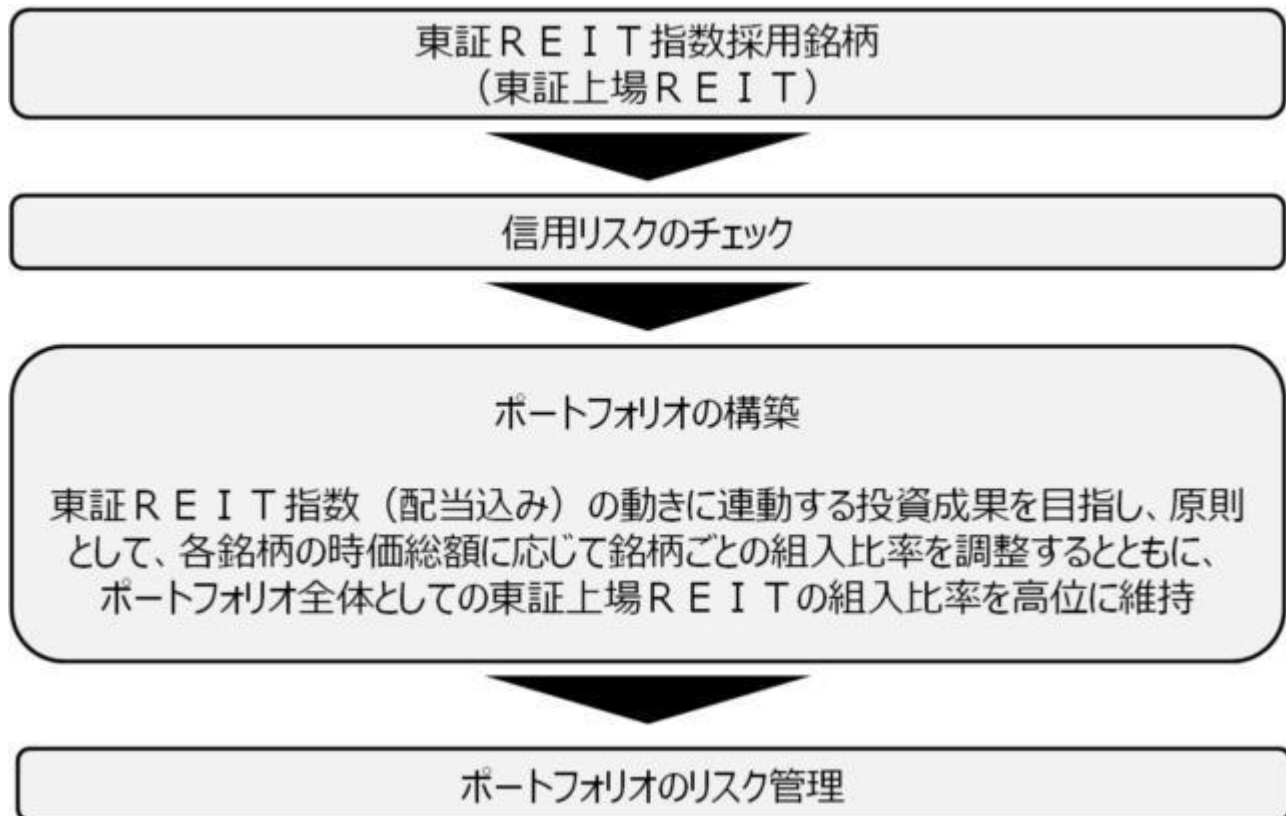 東証ＲＥＩＴ指数採用銘柄
（東証上場ＲＥＩＴ）
信用リスクのチェック
ポートフォリオの構築
東証ＲＥＩＴ指数（配当込み）の動きに連動する投資成果を目指し、原則
として、各銘柄の時価総額に応じて銘柄ごとの組入比率を調整するとともに、
ポートフォリオ全体としての東証上場ＲＥＩＴの組入比率を高位に維持
ポートフォリオのリスク管理